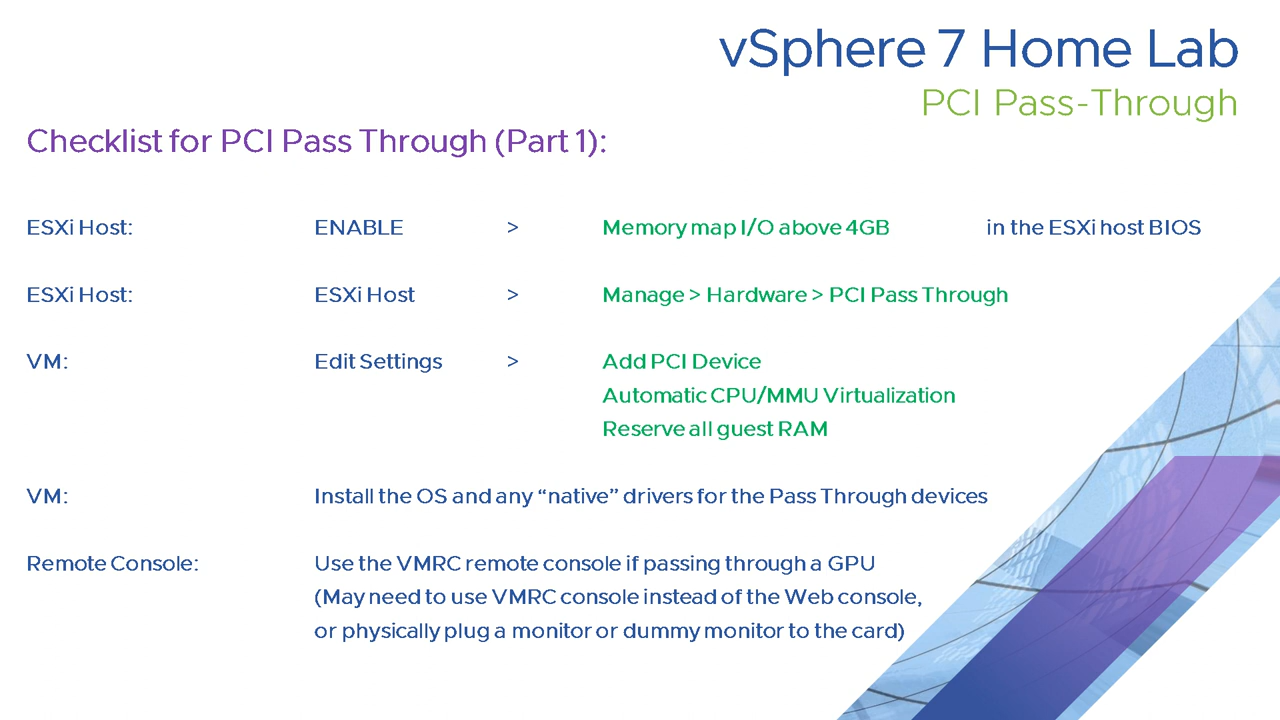 vSphere 7 Home Lab
PCI Pass-Through
Checklist for PCI Pass Through (Part 1):
ESXi Host: ENABLE > Memory map I/O above 4GB in the ESXi host BIOS
ESXi Host: ESXi Host > Manage > Hardware > PCI Pass Through
VM: Edit Settings > Add PCI Device
Automatic CPU/MMU Virtualization
Reserve all guest RAM
VM: Install the OS and any “native” drivers for the Pass Through devices
Remote Console: Use the VMRC remote console if passing through a GPU
(May need to use VMRC console instead of the Web console,
or physically plug a monitor or dummy monitor to the card)